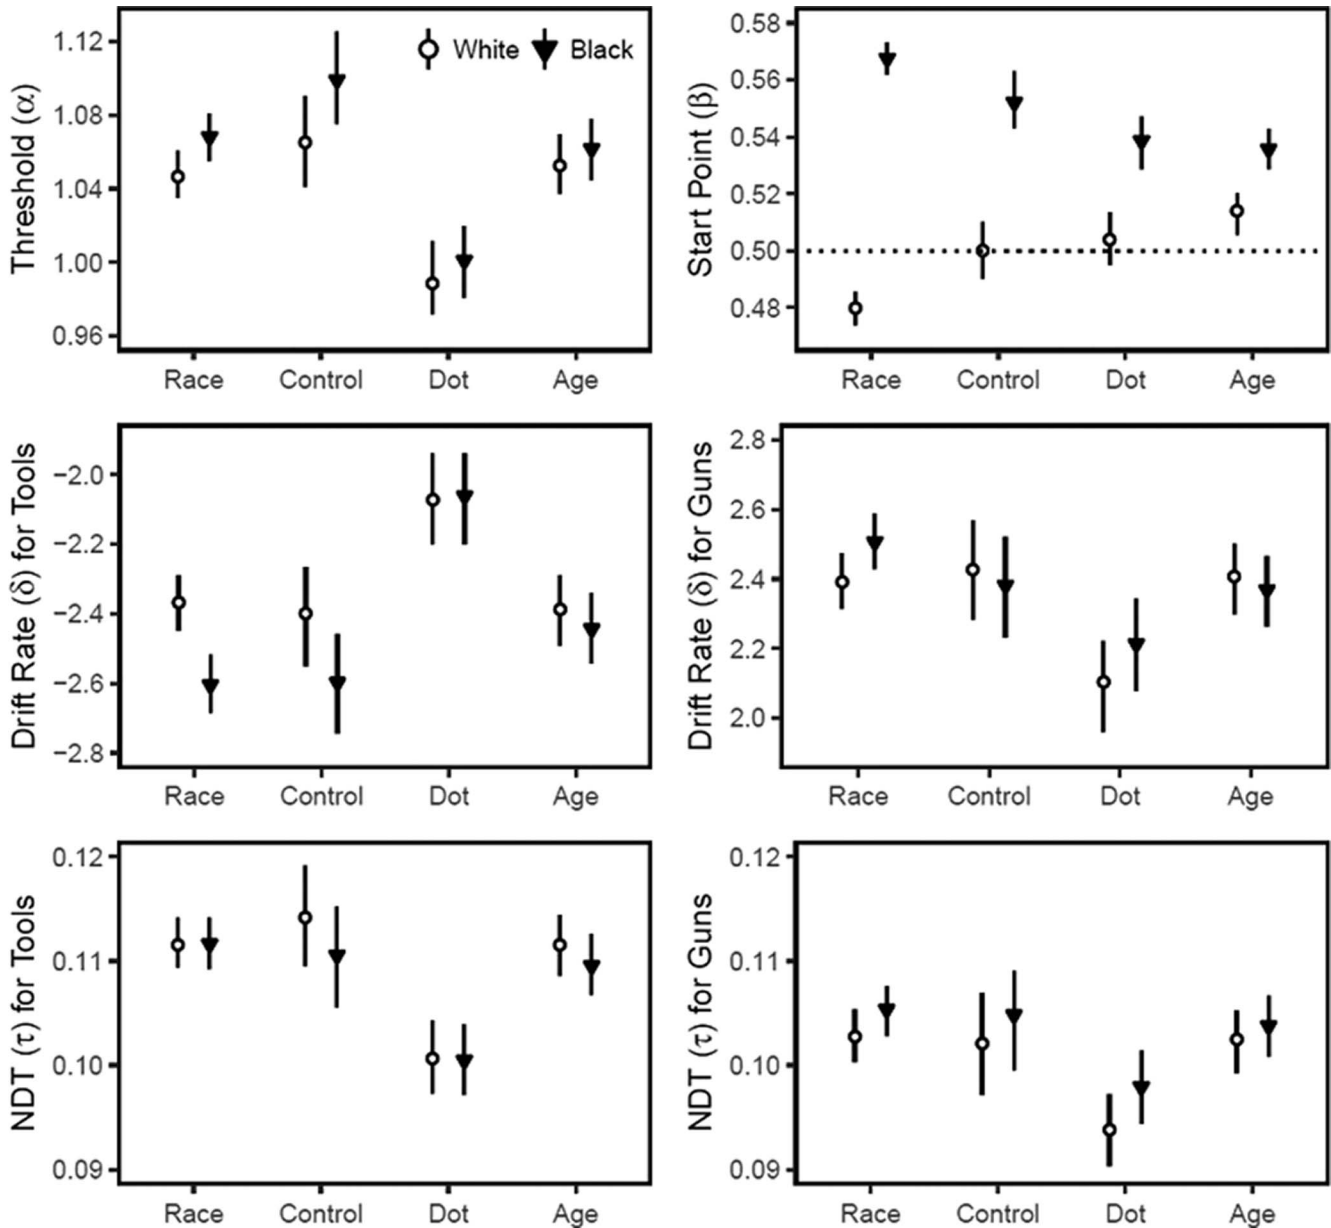 Threshold (α)
1.12
1.08
1.04
1.00
0.96
White
Black
Race
Control
Dot
Age
Start Point (β)
0.58
0.56
0.54
0.52
0.50
0.48
Race
Control
Dot
Age
Drift Rate (δ) for Tools
−2.0
−2.2
−2.4
−2.6
−2.8
Race
Control
Dot
Age
Drift Rate (δ) for Guns
2.8
2.6
2.4
2.2
2.0
Race
Control
Dot
Age
NDT (τ) for Tools
0.12
0.11
0.10
0.09
Race
Control
Dot
Age
NDT (τ) for Guns
0.12
0.11
0.10
0.09
Race
Control
Dot
Age